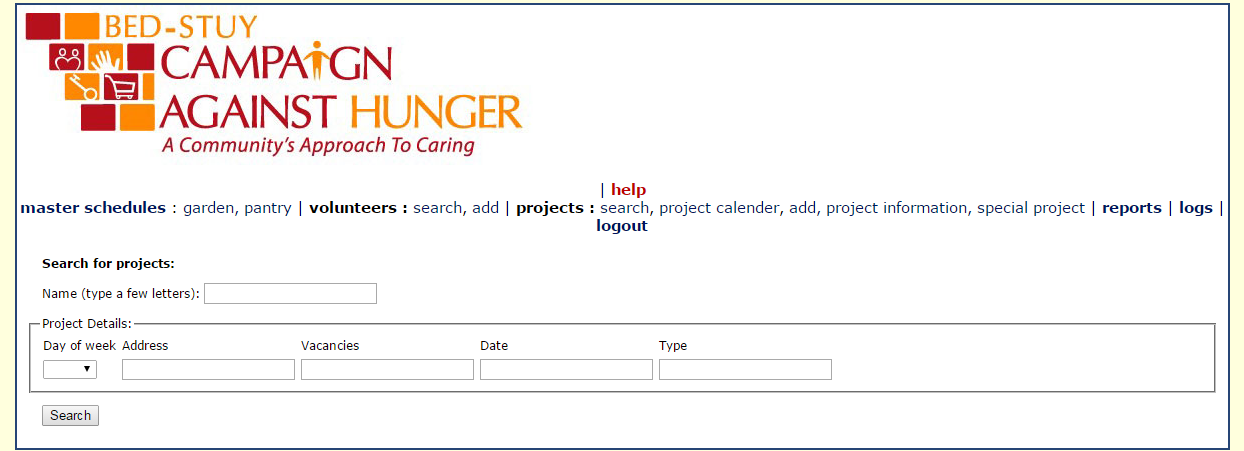 BED-STUY
CAMPAIGN
AGAINST HUNGER
A Community's Approach To Caring
| help
master schedules : garden, pantry | volunteers : search, add | projects : search, project calender, add, project information, special project | reports | logs |
logout
Search for projects:
Name (type a few letters):
Project Details:
Day of week Address Vacancies Date Type
Search